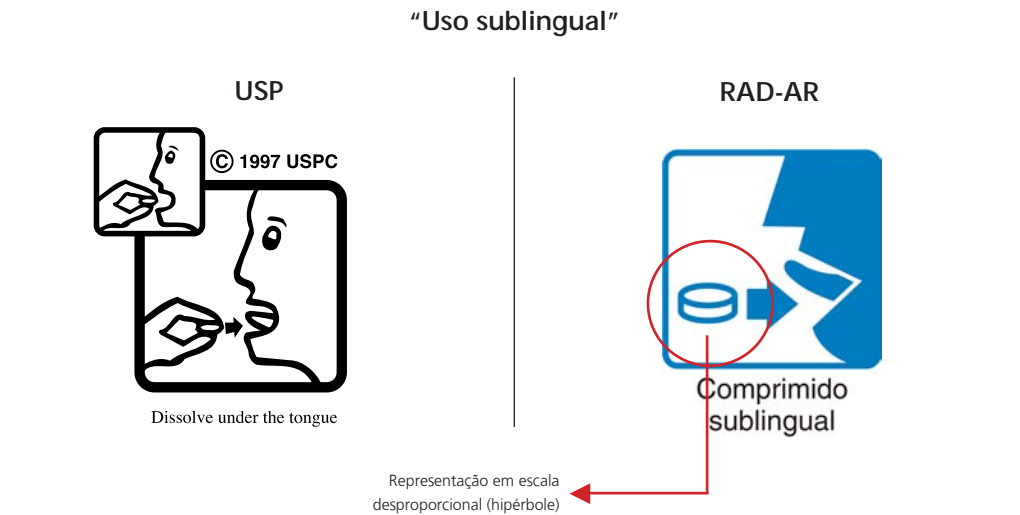 “Uso sublingual”
USP
© 1997 USPC
Dissolve under the tongue
RAD-AR
Comprimido
sublingual
Representação em escala
desproporcional (hipérbole)